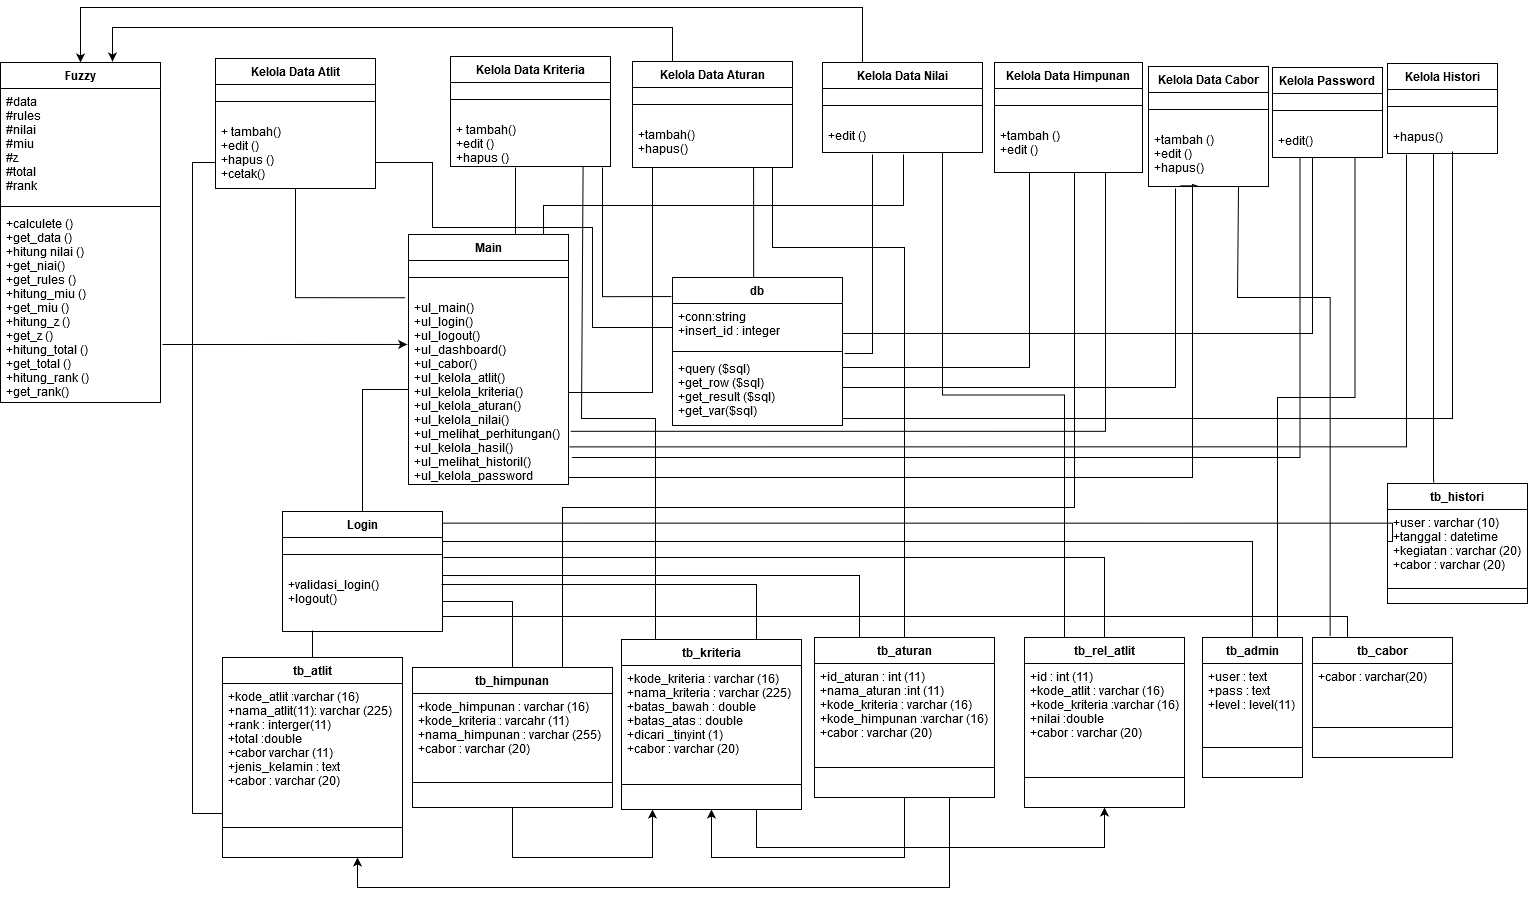 Fuzzy
#data
#rules
#nilai
#miu
#z
#total
#rank
+calculete ()
+get_data ()
+hitung nilai ()
+get_niai()
+get_rules ()
+hitung_miu ()
+get_miu ()
+hitung_z ()
+get_z ()
+hitung_total ()
+get_total ()
+hitung_rank ()
+get_rank()
Kelola Data Atlit
+ tambah()
+edit ()
+hapus ()
+cetak()
Kelola Data Kriteria
+ tambah()
+edit ()
+hapus ()
Kelola Data Aturan
+tambah()
+hapus()
Kelola Data Nilai
+edit ()
Kelola Data Himpunan
+tambah ()
+edit ()
Kelola Data Cabor
+tambah ()
+edit ()
+hapus()
Kelola Password
+edit()
Kelola Histori
+hapus()
Main
+ul_main()
+ul_login()
+ul_logout()
+ul_dashboard()
+ul_cabor()
+ul_kelola_atlit()
+ul_kelola_kriteria()
+ul_kelola_aturan()
+ul_kelola_nilai()
+ul_melihat_perhitungan()
+ul_kelola_hasil()
+ul_melihat_historil()
+ul_kelola_password
db
+conn:string
+insert_id : integer
+query ($sql)
+get_row ($sql)
+get_result ($sql)
+get_var($sql)
Login
+validasi_login()
+logout()
tb_histori
+user : varchar (10)
+tanggal : datetime
+kegiatan : varchar (20)
+cabor : varchar (20)
tb_atlit
+kode_atlit :varchar (16)
+nama_atlit(11): varchar (225)
+rank : interger(11)
+total :double
+cabor varchar (11)
+jenis_kelamin : text
+cabor : varchar (20)
tb_himpunan
+kode_himpunan : varchar (16)
+kode_kriteria : varcahr (11)
+nama_himpunan : varchar (255)
+cabor : varchar (20)
tb_kriteria
+kode_kriteria : varchar (16)
+nama_kriteria : varchar (225)
+batas_bawah : double
+batas_atas : double
+dicari _tinyint (1)
+cabor : varchar (20)
tb_aturan
+id_aturan : int (11)
+nama_aturan :int (11)
+kode_kriteria : varchar (16)
+kode_himpunan :varchar (16)
+cabor : varchar (20)
tb_rel_atlit
+id : int (11)
+kode_atlit : varchar (16)
+kode_kriteria :varchar (16)
+nilai :double
+cabor : varchar (20)
tb_admin
+user : text
+pass : text
+level : level(11)
tb_cabor
+cabor : varchar(20)